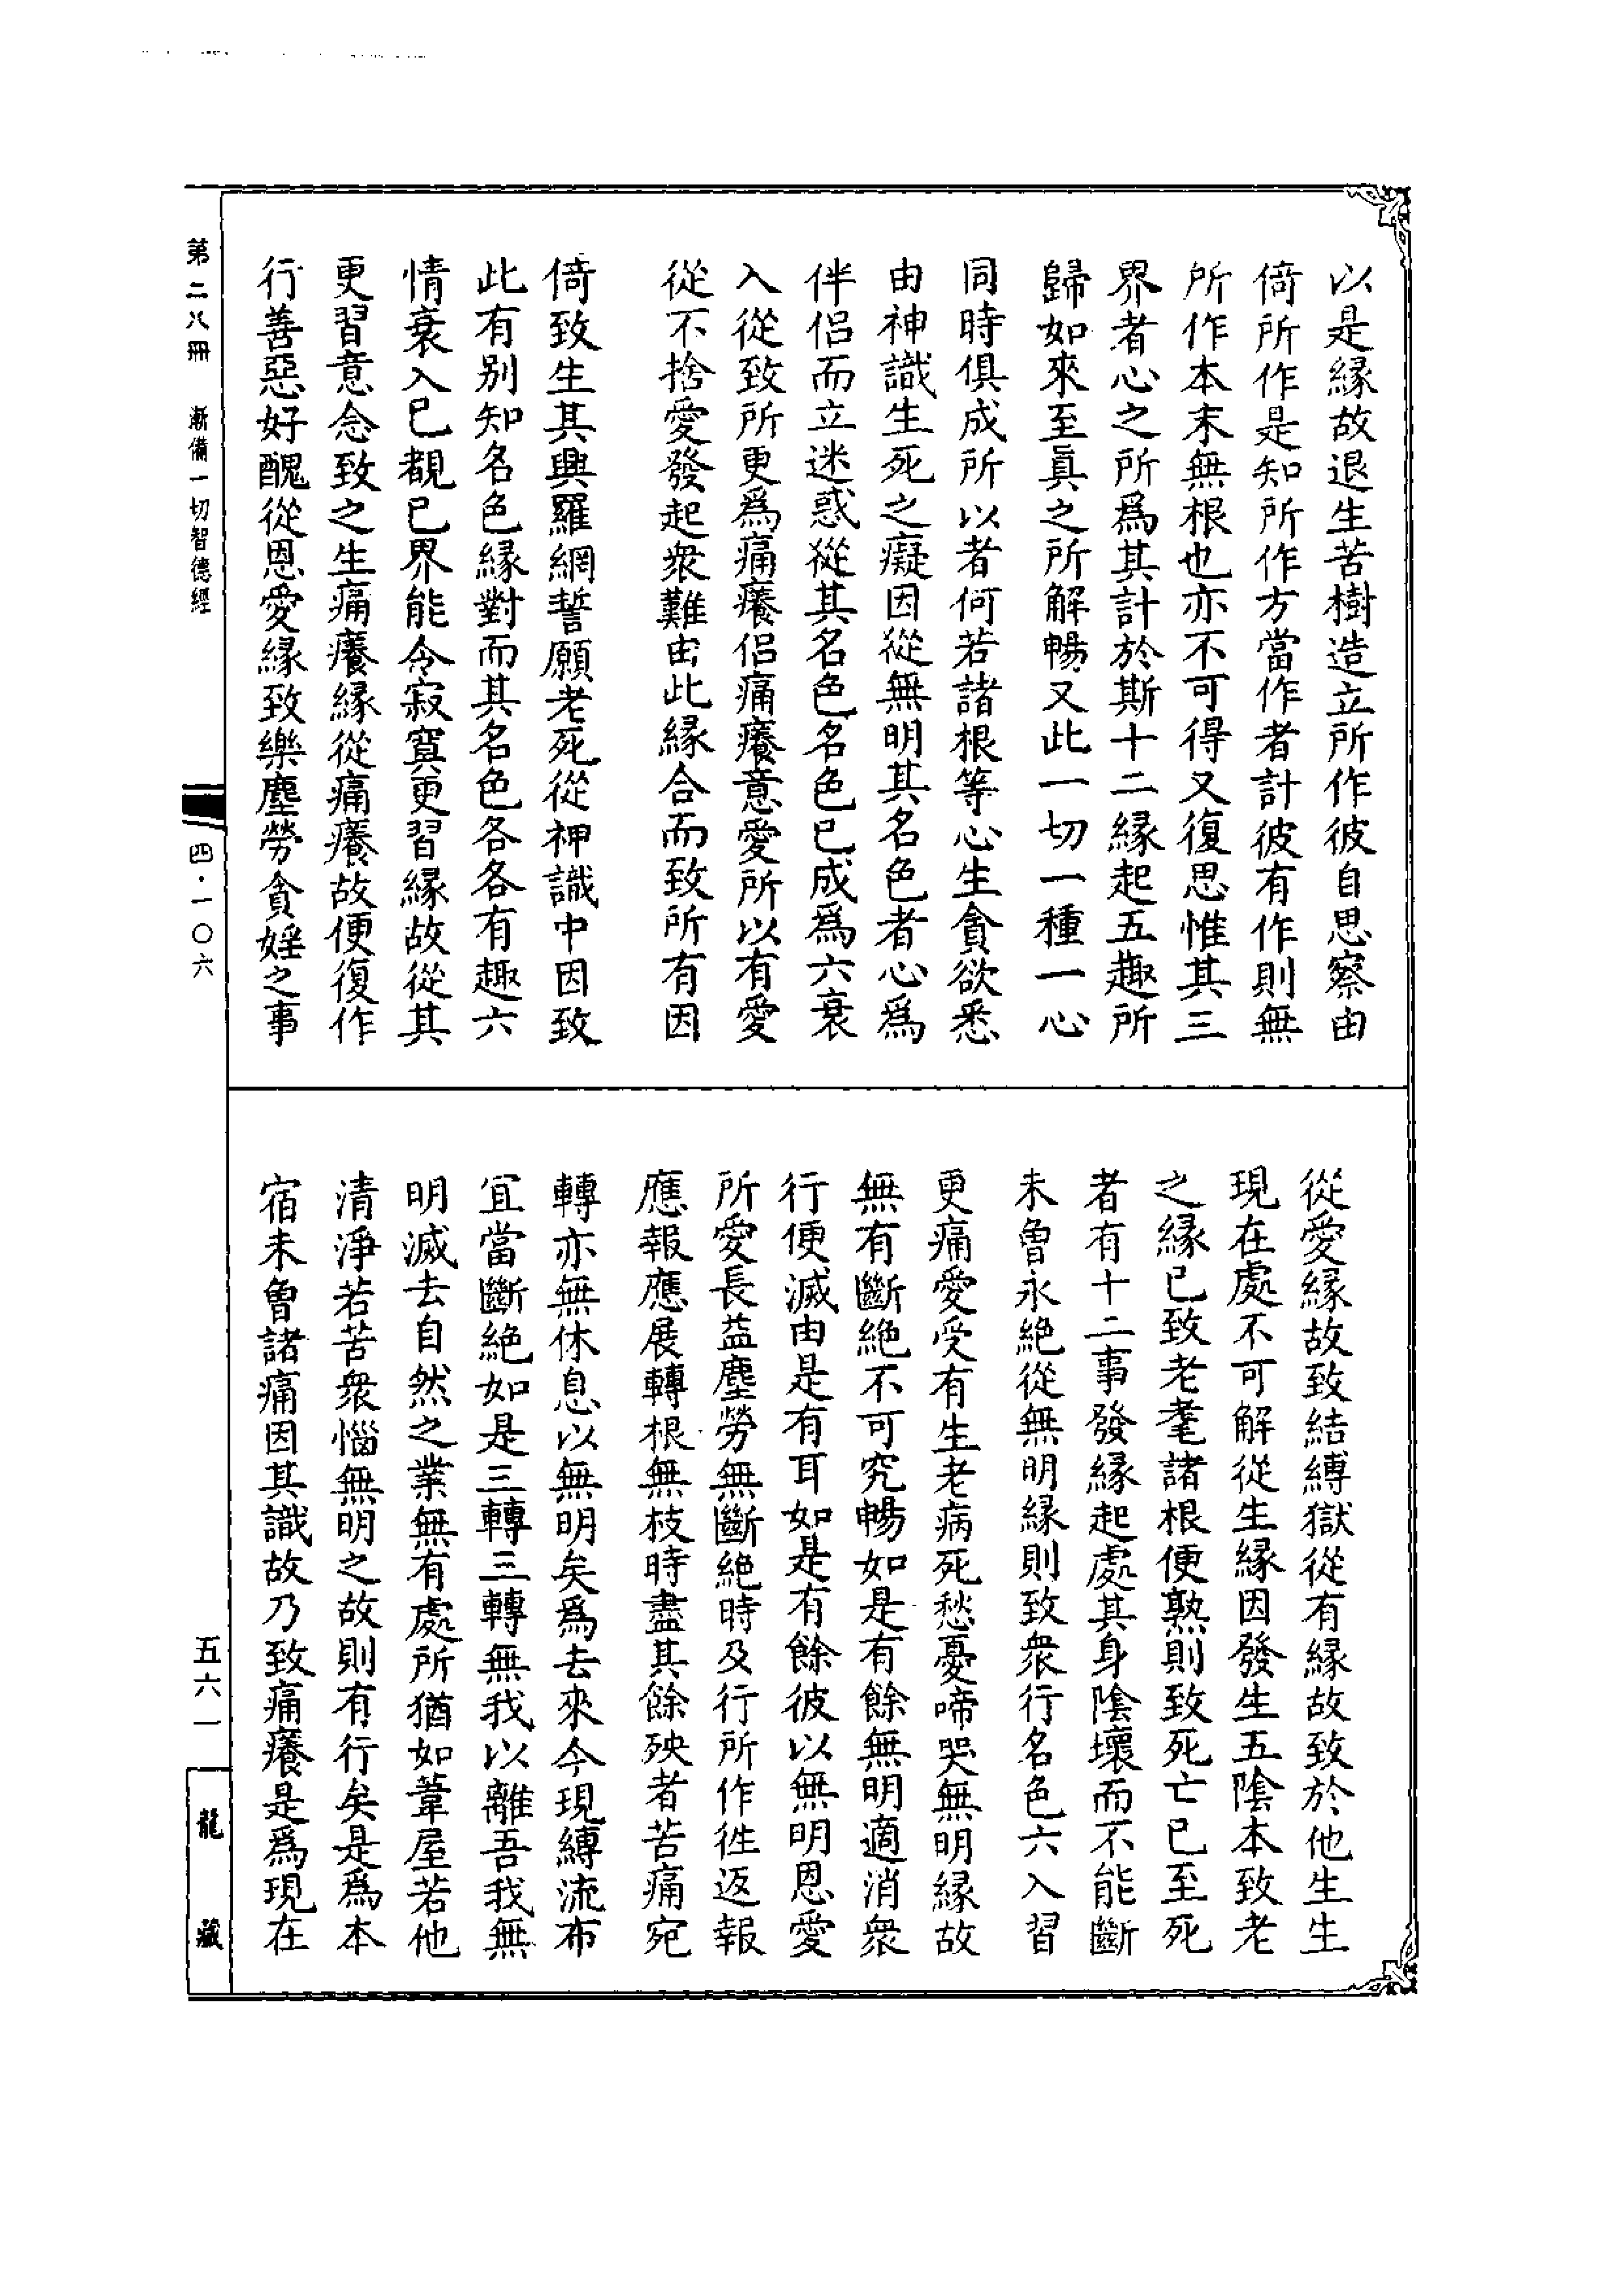 以是縁故退生苦樹造立所作彼自思察由
倚所作是知所作方當作者計彼有作則無
所作本末無根也亦不可得又復思惟其三
界者心之所爲其計於斯十二縁起五趣所
歸如來至眞之所解暢又此一切一種一心
同時俱成所以者何若諸根等心生貪欲悉
由神識生死之癡因從無明其名色者心爲
伴侣而立迷惑從其名色名色已成爲六衰
入從致所更爲痛癢侣痛癢意愛所以有愛
從不捨愛發起衆難由此縁合而致所有因
倚致生其興羅網誓願老死從神識中因致
此有别知名色縁對而其名色各各有趣六
情衰入已覩已界能令寂寞更習縁故從其
更習意念致之生痛癢縁從痛癢故便復作
行善惡好醜從恩愛縁致樂塵勞貪婬之事
從愛縁故致結縛獄從有縁故致於他生生
現在處不可解從生縁因發生五陰本致老
之縁已致老耄諸根便熟則致死亡已至死
者有十二事發縁起處其身陰壞而不能斷
未曾永絶從無明縁則致衆行名色六入習
更痛愛受有生老病死愁憂啼哭無明縁故
無有斷絶不可究暢如是有餘無明適消衆
行便滅由是有耳如是有餘彼以無明恩愛
所愛長益塵勞無斷絶時及行所作徃返報
應報應展轉根無枝時盡其餘殃者苦痛宛
轉亦無休息以無明矣爲去來今現縛流布
宜當斷絶如是三轉三轉無我以離吾我無
明滅去自然之業無有處所猶如葦屋若他
清淨若苦衆惱無明之故則有行矣是爲本
宿未曾諸痛因其識故乃致痛癢是爲現在
第二八冊　漸備一切智德經
四·一〇六
五六一
龍藏